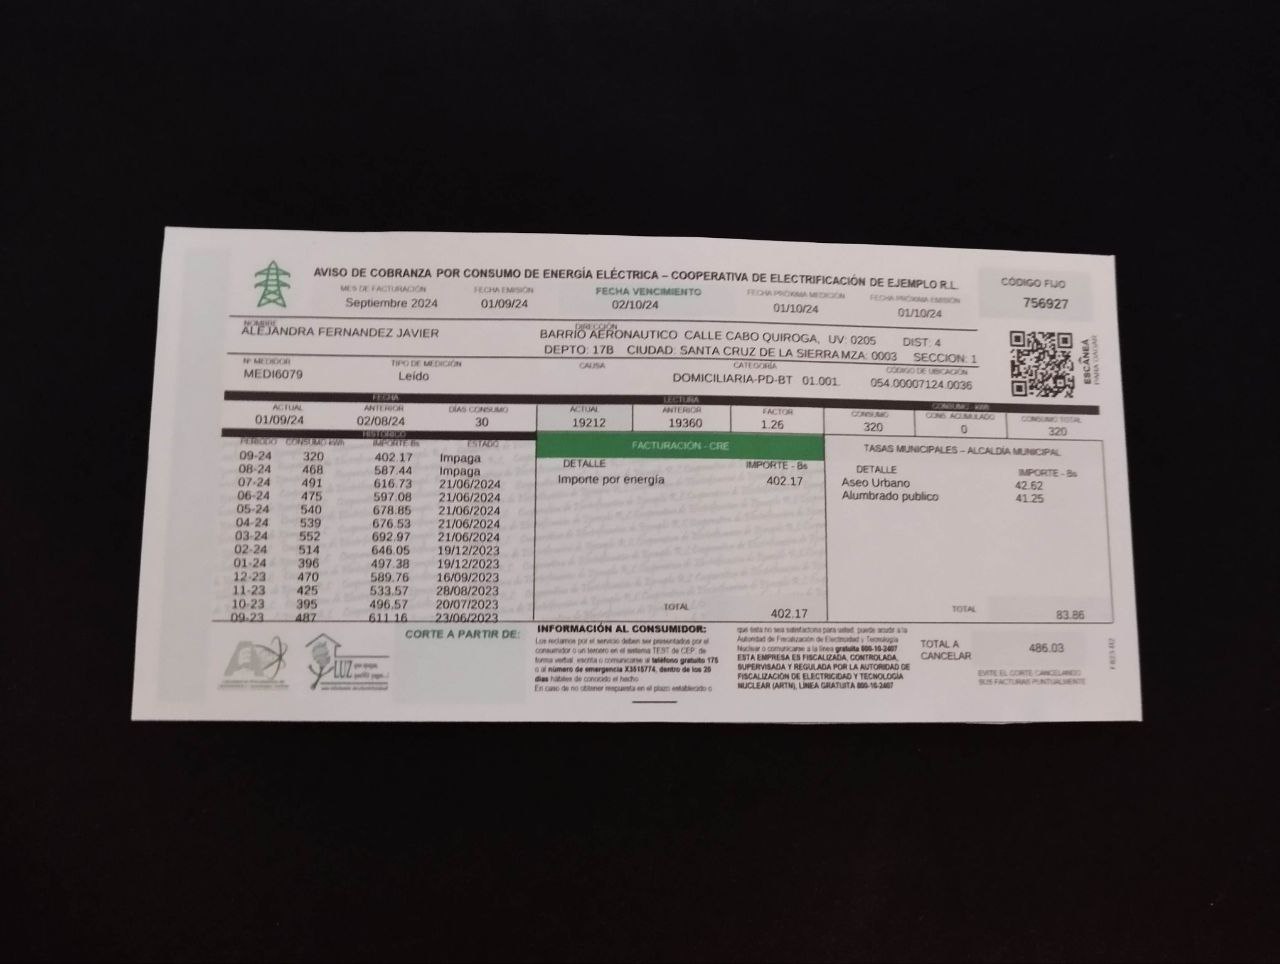 AVISO DE COBRANZA POR CONSUMO DE ENERGÍA ELÉCTRICA – COOPERATIVA DE ELECTRIFICACIÓN DE EJEMPLO R.L.
CÓDIGO FIJO
756927
MES DE FACTURACIÓN FECHA EMISIÓN FECHA VENCIMIENTO FECHA PRÓXIMA MEDICIÓN FECHA PRÓXIMA EMISIÓN
Septiembre 2024 01/09/24 02/10/24 01/10/24 01/10/24
NOMBRE DIRECCIÓN
ALEJANDRA FERNANDEZ JAVIER BARRIO AERONAUTICO CALLE CABO QUIROGA, UV: 0205 DIST: 4
DEPTO: 17B CIUDAD: SANTA CRUZ DE LA SIERRA MZA: 0003 SECCION: 1
Nº MEDIDOR TIPO DE MEDICIÓN CAUSA CATEGORÍA CÓDIGO DE UBICACIÓN
MEDI6079 Leído DOMICILIARIA-PD-BT 01.001. 054.00007124.0036
ESCÁNEA
PARA PAGAR
FECHA LECTURA CONSUMO - kWh
ACTUAL ANTERIOR DÍAS CONSUMO ACTUAL ANTERIOR FACTOR CONSUMO CONS. ACUMULADO CONSUMO TOTAL
01/09/24 02/08/24 30 19212 19360 1.26 320 0 320
HISTORICO
PERIODO CONSUMO kWh IMPORTE-Bs ESTADO
09-24 320 402.17 Impaga
08-24 468 587.44 Impaga
07-24 491 616.73 21/06/2024
06-24 475 597.08 21/06/2024
05-24 540 678.85 21/06/2024
04-24 539 676.53 21/06/2024
03-24 552 692.97 21/06/2024
02-24 514 646.05 19/12/2023
01-24 396 497.38 19/12/2023
12-23 470 589.76 16/09/2023
11-23 425 533.57 28/08/2023
10-23 395 496.57 20/07/2023
09-23 487 611.16 23/06/2023
FACTURACIÓN - CRE
DETALLE IMPORTE - Bs
Importe por energía 402.17
TOTAL 402.17
TASAS MUNICIPALES – ALCALDÍA MUNICIPAL
DETALLE IMPORTE - Bs
Aseo Urbano 42.62
Alumbrado publico 41.25
TOTAL 83.86
LUZ
CORTE A PARTIR DE:
INFORMACIÓN AL CONSUMIDOR:
Los reclamos por el servicio deben ser presentados por el
consumidor o un tercero en el sistema TEST de CEP, de
forma verbal, escrita o comunicarse al teléfono gratuito 175
o al número de emergencia X3515774, dentro de los 20
días hábiles de conocido el hecho
En caso de no obtener respuesta en el plazo establecido o
que ésta no sea satisfactoria para usted, puede acudir a la
Autoridad de Fiscalización de Electricidad y Tecnología
Nuclear o comunicarse a la línea gratuita 800-10-2407
ESTA EMPRESA ES FISCALIZADA, CONTROLADA,
SUPERVISADA Y REGULADA POR LA AUTORIDAD DE
FISCALIZACIÓN DE ELECTRICIDAD Y TECNOLOGÍA
NUCLEAR (ARTN), LÍNEA GRATUITA 800-10-2407
TOTAL A
CANCELAR 486.03
EVITE EL CORTE CANCELANDO
SUS FACTURAS PUNTUALMENTE